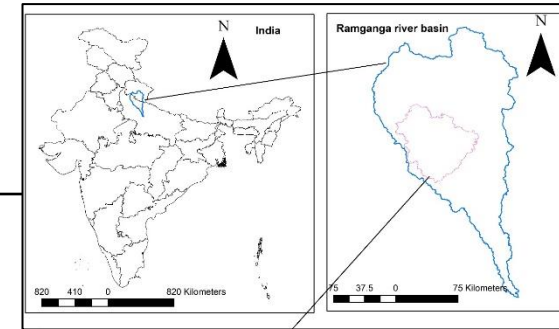 N
India
820 410 0 820 Kilometers
Ramganga river basin
N
75 37.5 0 75 Kilometers